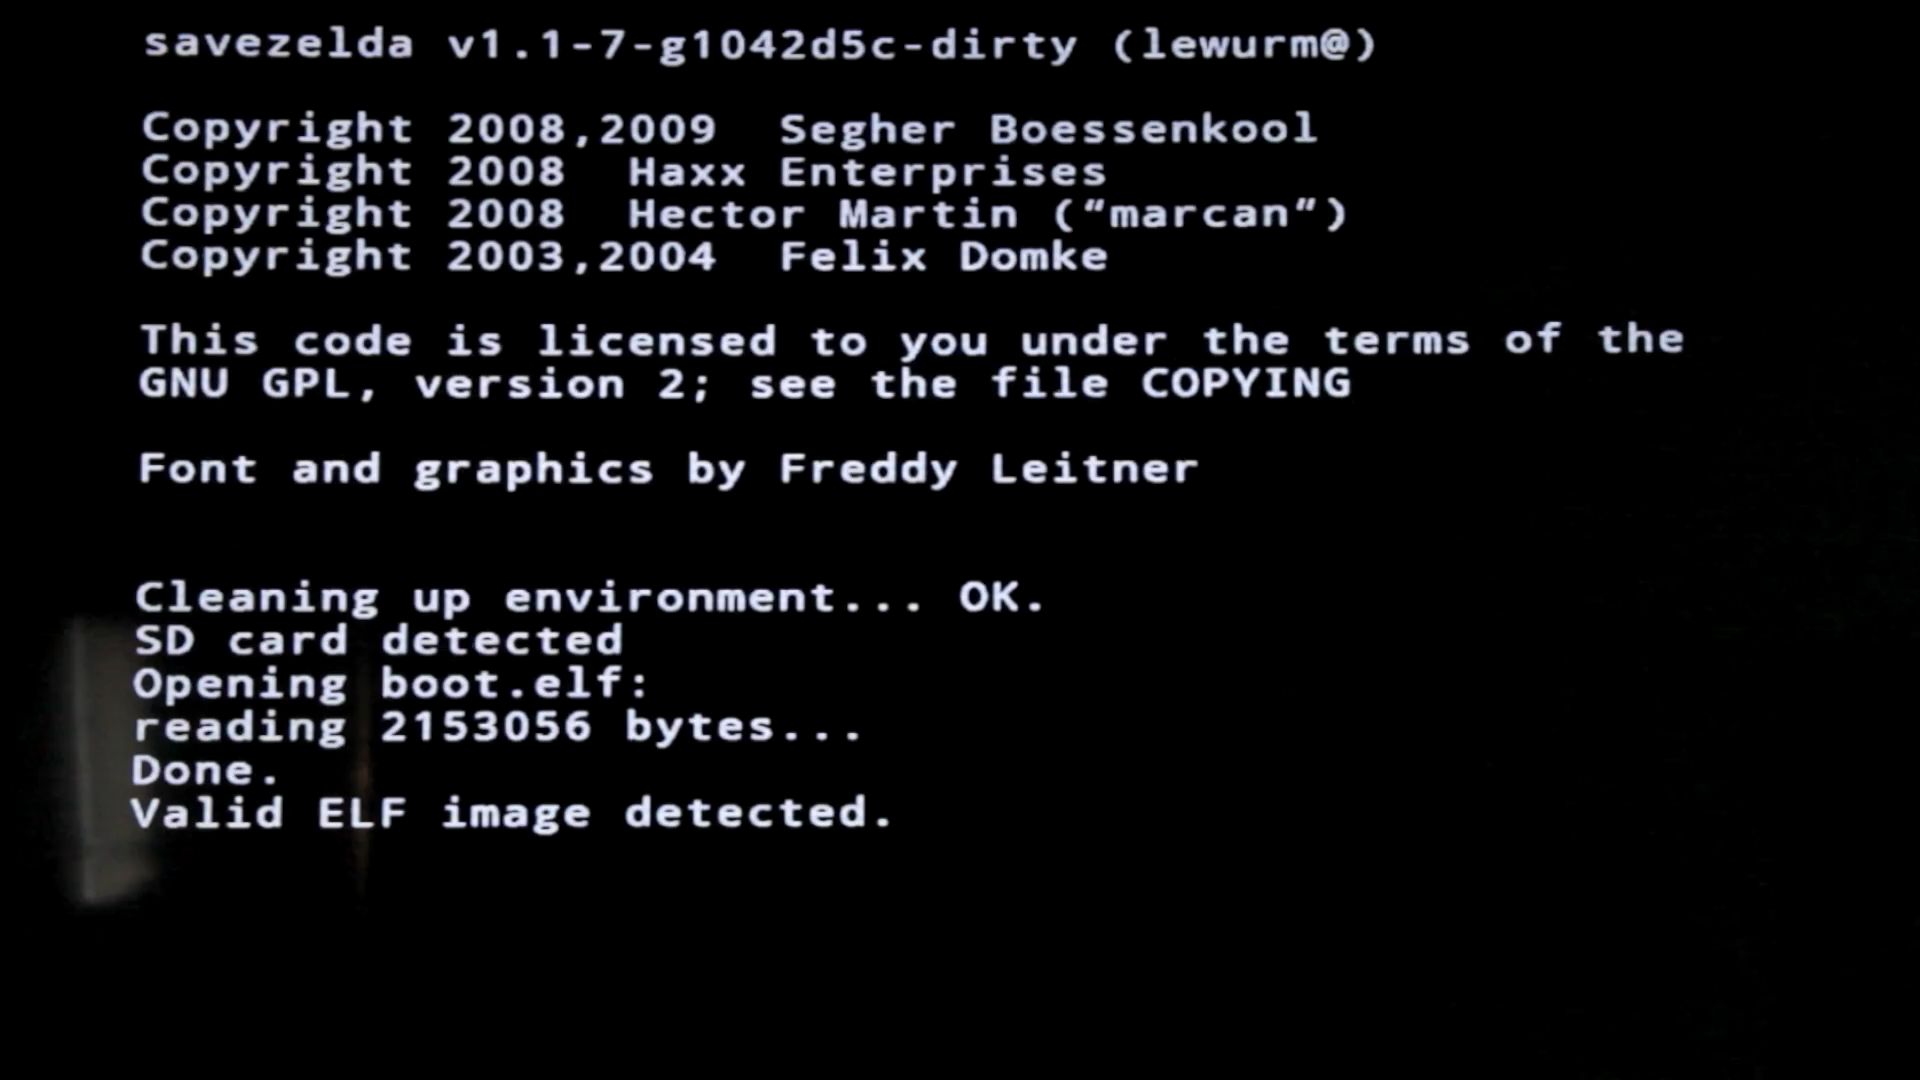 savezelda v1.1-7-g1042d5c-dirty (lewurm@)
Copyright 2008,2009  Segher Boessenkool
Copyright 2008  Haxx Enterprises
Copyright 2008  Hector Martin (“marcan”)
Copyright 2003,2004  Felix Domke
This code is licensed to you under the terms of the
GNU GPL, version 2; see the file COPYING
Font and graphics by Freddy Leitner
Cleaning up environment... OK.
SD card detected
Opening boot.elf:
reading 2153056 bytes...
Done.
Valid ELF image detected.